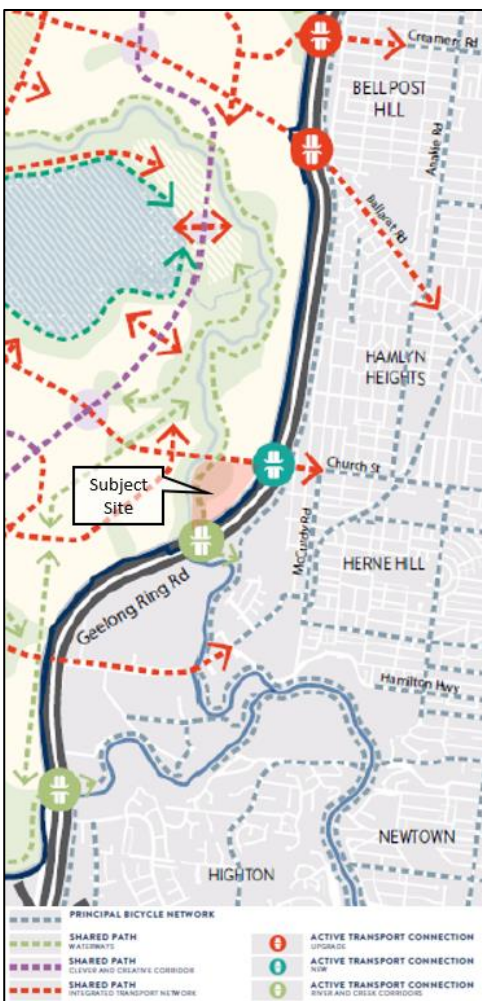 Creamers Rd
BELL POST
HILL
Anakie Rd
Ballarat Rd
HAMLYN
HEIGHTS
Church St
Subject
Site
McCurdy Rd
HERNE HILL
Geelong Ring Rd
Hamilton Hwy
NEWTOWN
HIGHTON
PRINCIPAL BICYCLE NETWORK
SHARED PATH
WATERWAYS
SHARED PATH
CLEVER AND CREATIVE CORRIDOR
SHARED PATH
INTEGRATED TRANSPORT NETWORK
ACTIVE TRANSPORT CONNECTION
UPGRADE
ACTIVE TRANSPORT CONNECTION
NEW
ACTIVE TRANSPORT CONNECTION
RIVER AND CREEK CORRIDORS